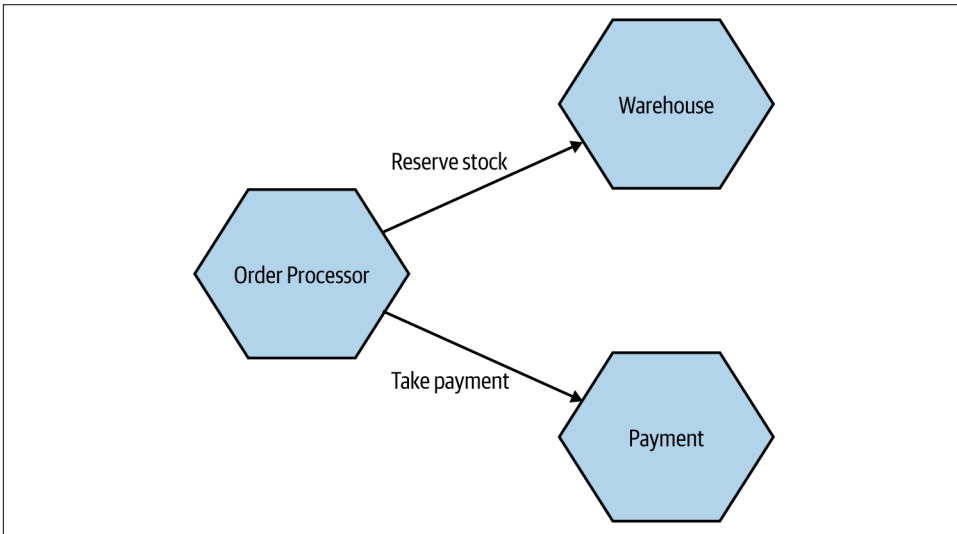 Warehouse
Reserve stock
Order Processor
Take payment
Payment